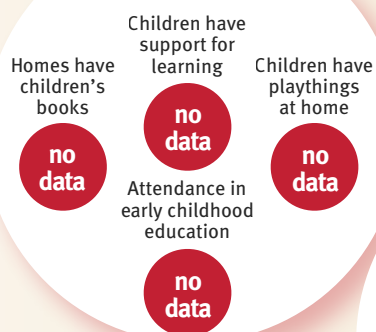 Children have
support for
learning
no
data
Homes have
children's
books
no
data
Children have
playthings
at home
no
data
Attendance in
early childhood
education
no
data